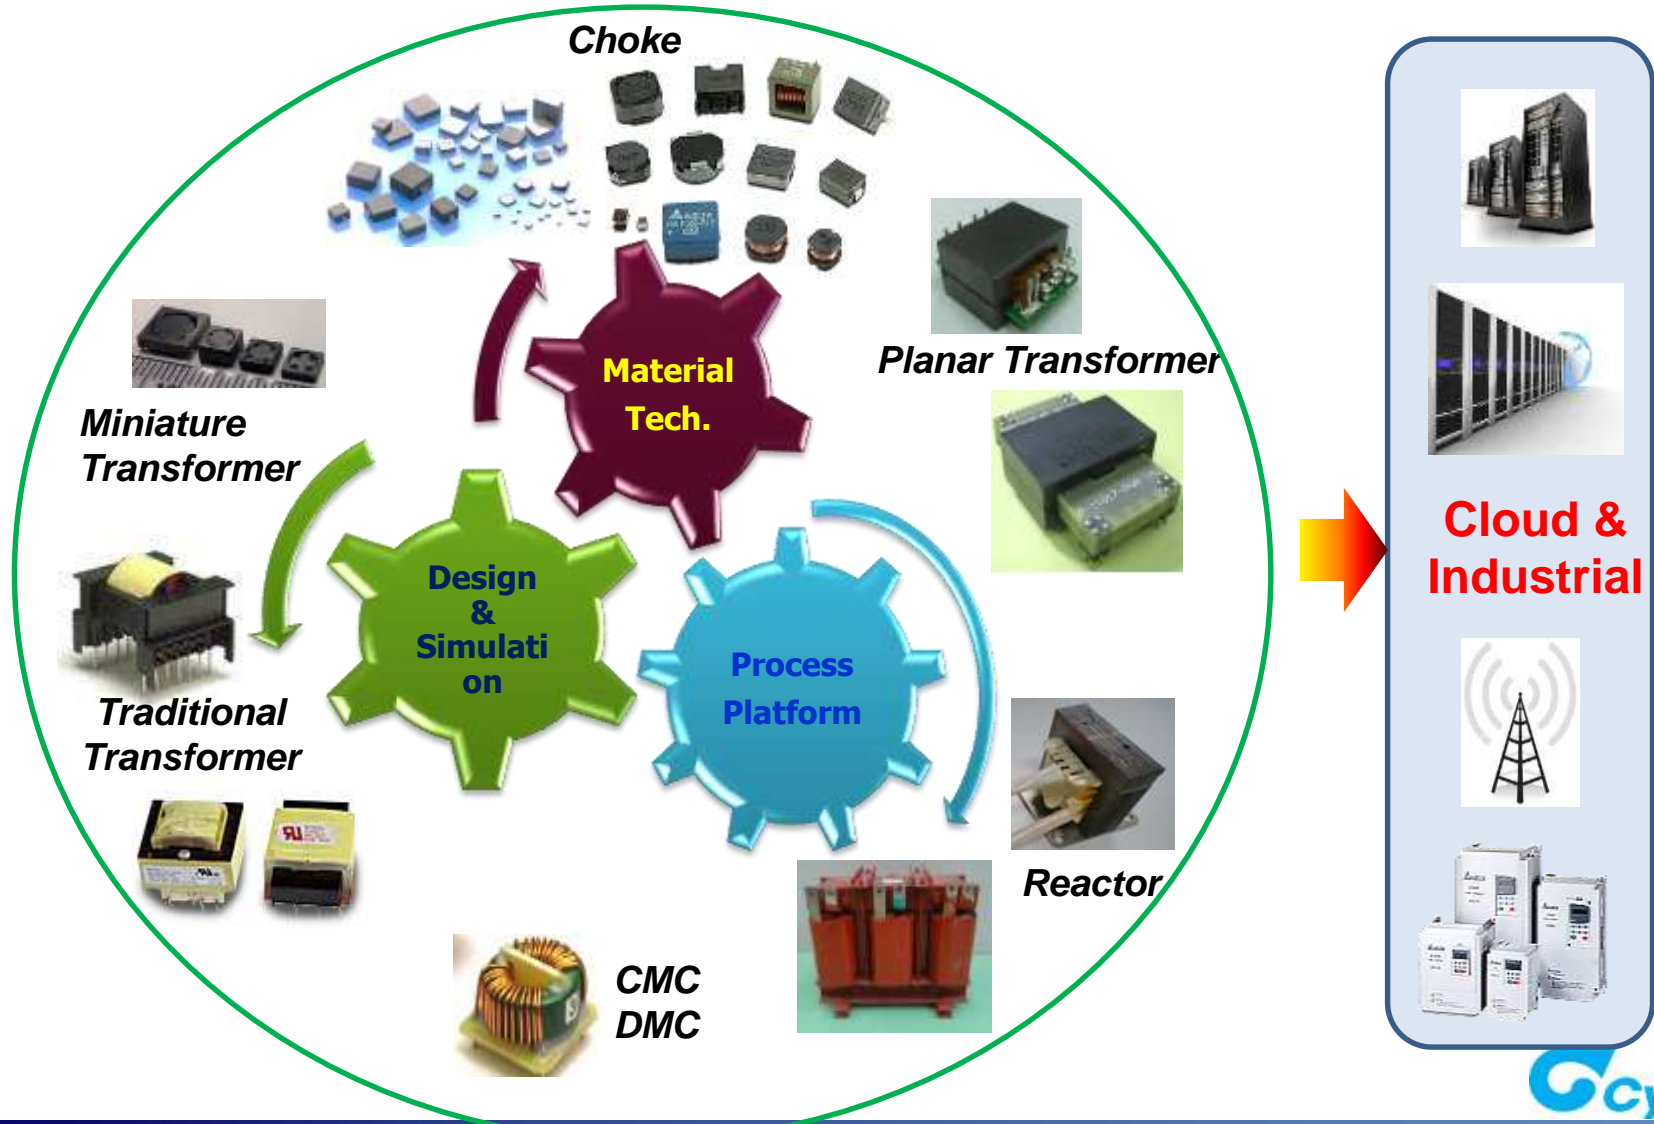 Choke
Material
Tech.
Planar Transformer
Miniature
Transformer
Design
&
Simulati
on
Process
Platform
Traditional
Transformer
Reactor
CMC
DMC
Cloud &
Industrial